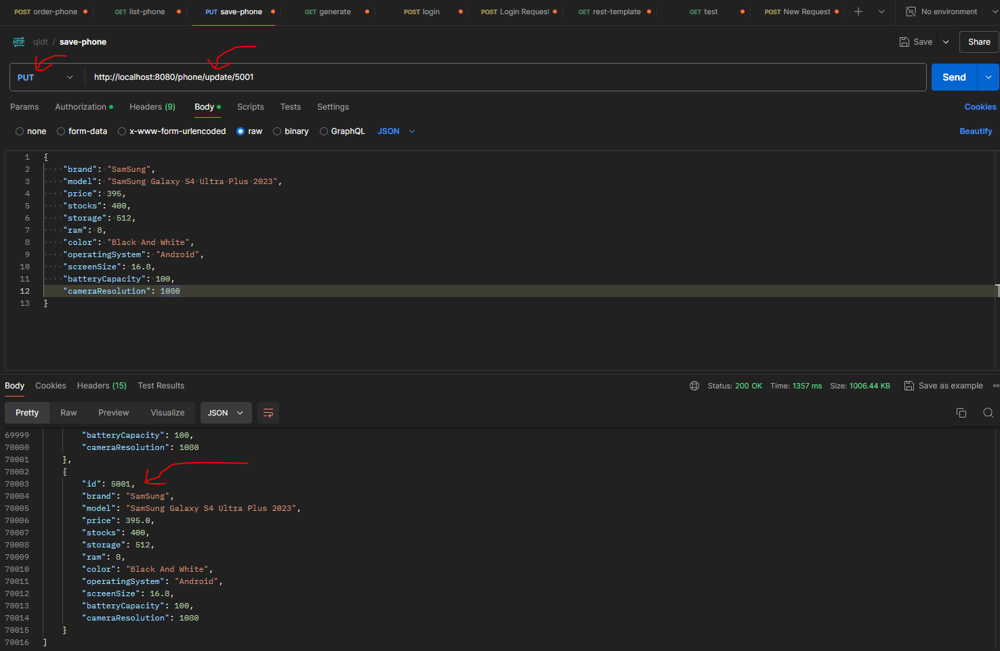 POST order-phone GET list-phone PUT save-phone GET generate POST login POST Login Request GET rest-template GET test POST New Request No environment
HTTP qldt / save-phone Save Share
PUT http://localhost:8080/phone/update/5001 Send
Params Authorization Headers (9) Body Scripts Tests Settings Cookies
none form-data x-www-form-urlencoded raw binary GraphQL JSON Beautify
1 {
2 "brand": "SamSung",
3 "model": "SamSung Galaxy S4 Ultra Plus 2023",
4 "price": 395,
5 "stocks": 400,
6 "storage": 512,
7 "ram": 8,
8 "color": "Black And White",
9 "operatingSystem": "Android",
10 "screenSize": 16.8,
11 "batteryCapacity": 100,
12 "cameraResolution": 1080
13 }
Body Cookies Headers (15) Test Results Status: 200 OK Time: 1357 ms Size: 1006.44 KB Save as example
Pretty Raw Preview Visualize JSON
69999 "batteryCapacity": 100,
70000 "cameraResolution": 1080
70001 },
70002 {
70003 "id": 5001,
70004 "brand": "SamSung",
70005 "model": "SamSung Galaxy S4 Ultra Plus 2023",
70006 "price": 395.0,
70007 "stocks": 400,
70008 "storage": 512,
70009 "ram": 8,
70010 "color": "Black And White",
70011 "operatingSystem": "Android",
70012 "screenSize": 16.8,
70013 "batteryCapacity": 100,
70014 "cameraResolution": 1080
70015 }
70016 ]